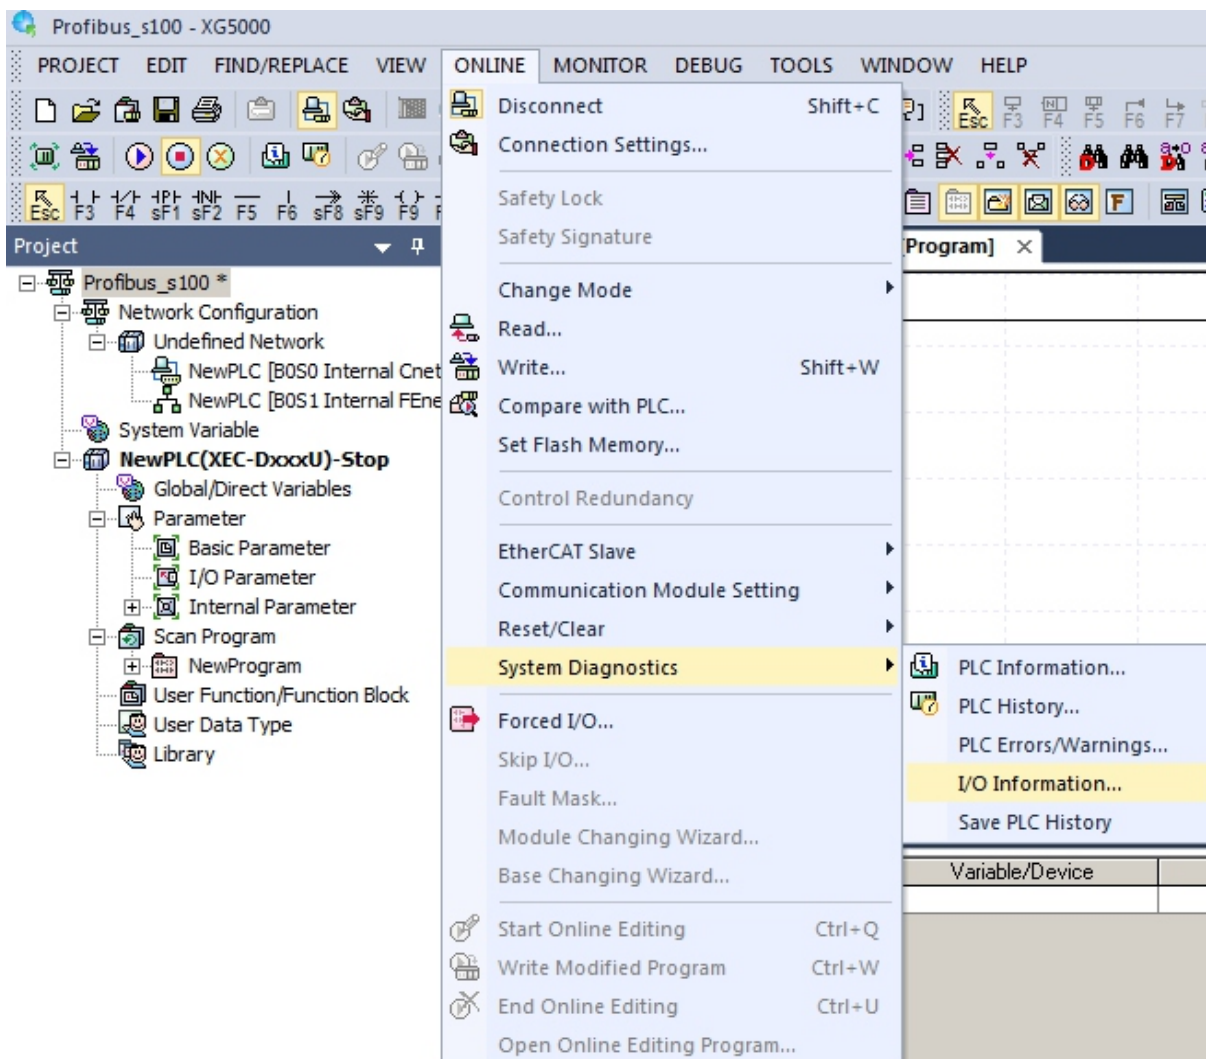 Profibus_s100 - XG5000
PROJECT EDIT FIND/REPLACE VIEW ONLINE MONITOR DEBUG TOOLS WINDOW HELP
Esc F3 F4 F5 F6 F7
Esc F3 F4 sF1 sF2 F5 F6 sF8 sF9 F9
Project
Profibus_s100 *
Network Configuration
Undefined Network
NewPLC [B0S0 Internal Cnet
NewPLC [B0S1 Internal FEne
System Variable
NewPLC(XEC-DxxxU)-Stop
Global/Direct Variables
Parameter
Basic Parameter
I/O Parameter
Internal Parameter
Scan Program
NewProgram
User Function/Function Block
User Data Type
Library
Disconnect Shift+C
Connection Settings...
Safety Lock
Safety Signature
Change Mode
Read...
Write... Shift+W
Compare with PLC...
Set Flash Memory...
Control Redundancy
EtherCAT Slave
Communication Module Setting
Reset/Clear
System Diagnostics
Forced I/O...
Skip I/O...
Fault Mask...
Module Changing Wizard...
Base Changing Wizard...
Start Online Editing Ctrl+Q
Write Modified Program Ctrl+W
End Online Editing Ctrl+U
Open Online Editing Program...
Program]
PLC Information...
PLC History...
PLC Errors/Warnings...
I/O Information...
Save PLC History
Variable/Device